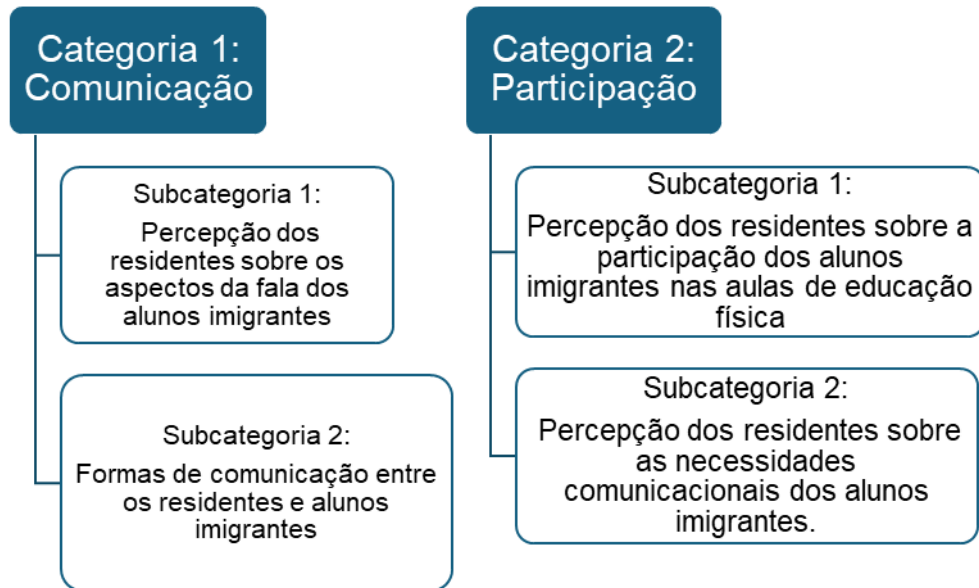 Categoria 1:
Comunicação
Subcategoria 1:
Percepção dos
residentes sobre os
aspectos da fala dos
alunos imigrantes
Subcategoria 2:
Formas de comunicação entre
os residentes e alunos
imigrantes
Categoria 2:
Participação
Subcategoria 1:
Percepção dos residentes sobre a
participação dos alunos
imigrantes nas aulas de educação
física
Subcategoria 2:
Percepção dos residentes sobre
as necessidades
comunicacionais dos alunos
imigrantes.